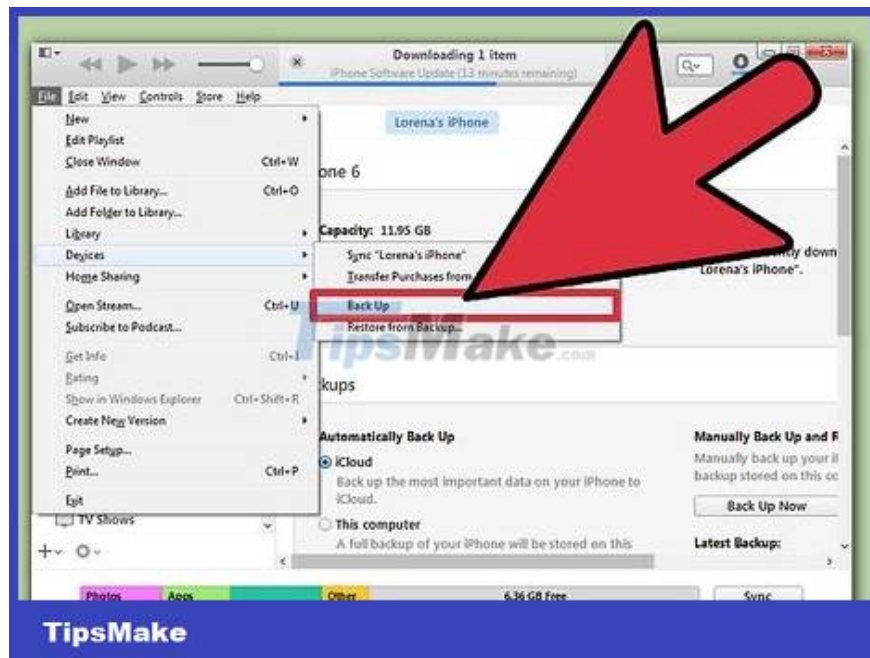 Downloading 1 item
iPhone Software Update (13 minutes remaining)
File Edit View Controls Store Help
Lorena's iPhone
New
Edit Playlist
Close Window Ctrl+W
Add File to Library... Ctrl+O
Add Folder to Library...
Library
Devices
Home Sharing
Open Stream... Ctrl+U
Subscribe to Podcast...
Get Info Ctrl+I
Rating
Show in Windows Explorer Ctrl+Shift+R
Create New Version
Page Setup...
Print... Ctrl+P
Exit
TV Shows
one 6
Capacity: 11.95 GB
Sync "Lorena's iPhone"
Transfer Purchases from
Back Up
Restore from Backup...
down
"Lorena's iPhone".
TipsMake.com
kups
Automatically Back Up
iCloud
Back up the most important data on your iPhone to
iCloud.
This computer
A full backup of your iPhone will be stored on this
Manually Back Up and R
Manually back up your i
backup stored on this co
Back Up Now
Latest Backup:
Photos Apps Other 6.36 GB Free Sync
TipsMake